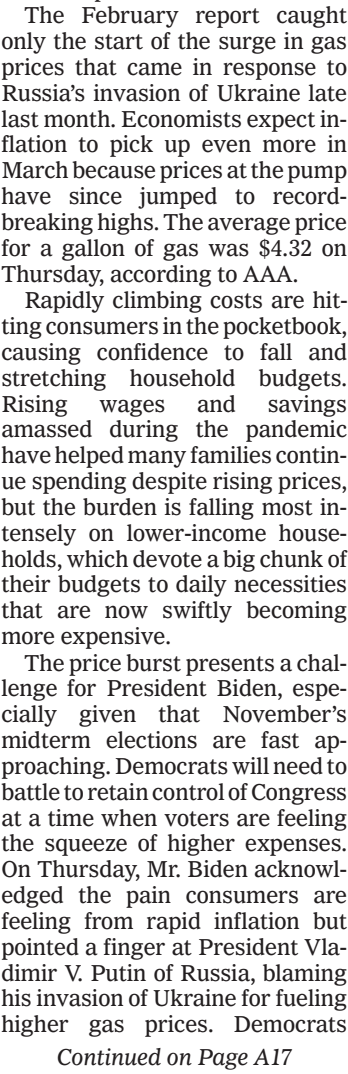 The February report caught
only the start of the surge in gas
prices that came in response to
Russia's invasion of Ukraine late
last month. Economists expect in-
flation to pick up even more in
March because prices at the pump
have since jumped to record-
breaking highs. The average price
for a gallon of gas was $4.32 on
Thursday, according to AAA.
Rapidly climbing costs are hit-
ting consumers in the pocketbook,
causing confidence to fall and
stretching household budgets.
Rising wages and savings
amassed during the pandemic
have helped many families contin-
ue spending despite rising prices,
but the burden is falling most in-
tensely on lower-income house-
holds, which devote a big chunk of
their budgets to daily necessities
that are now swiftly becoming
more expensive.
The price burst presents a chal-
lenge for President Biden, espe-
cially given that November's
midterm elections are fast ap-
proaching. Democrats will need to
battle to retain control of Congress
at a time when voters are feeling
the squeeze of higher expenses.
On Thursday, Mr. Biden acknowl-
edged the pain consumers are
feeling from rapid inflation but
pointed a finger at President Vla-
dimir V. Putin of Russia, blaming
his invasion of Ukraine for fueling
higher gas prices. Democrats
Continued on Page A17